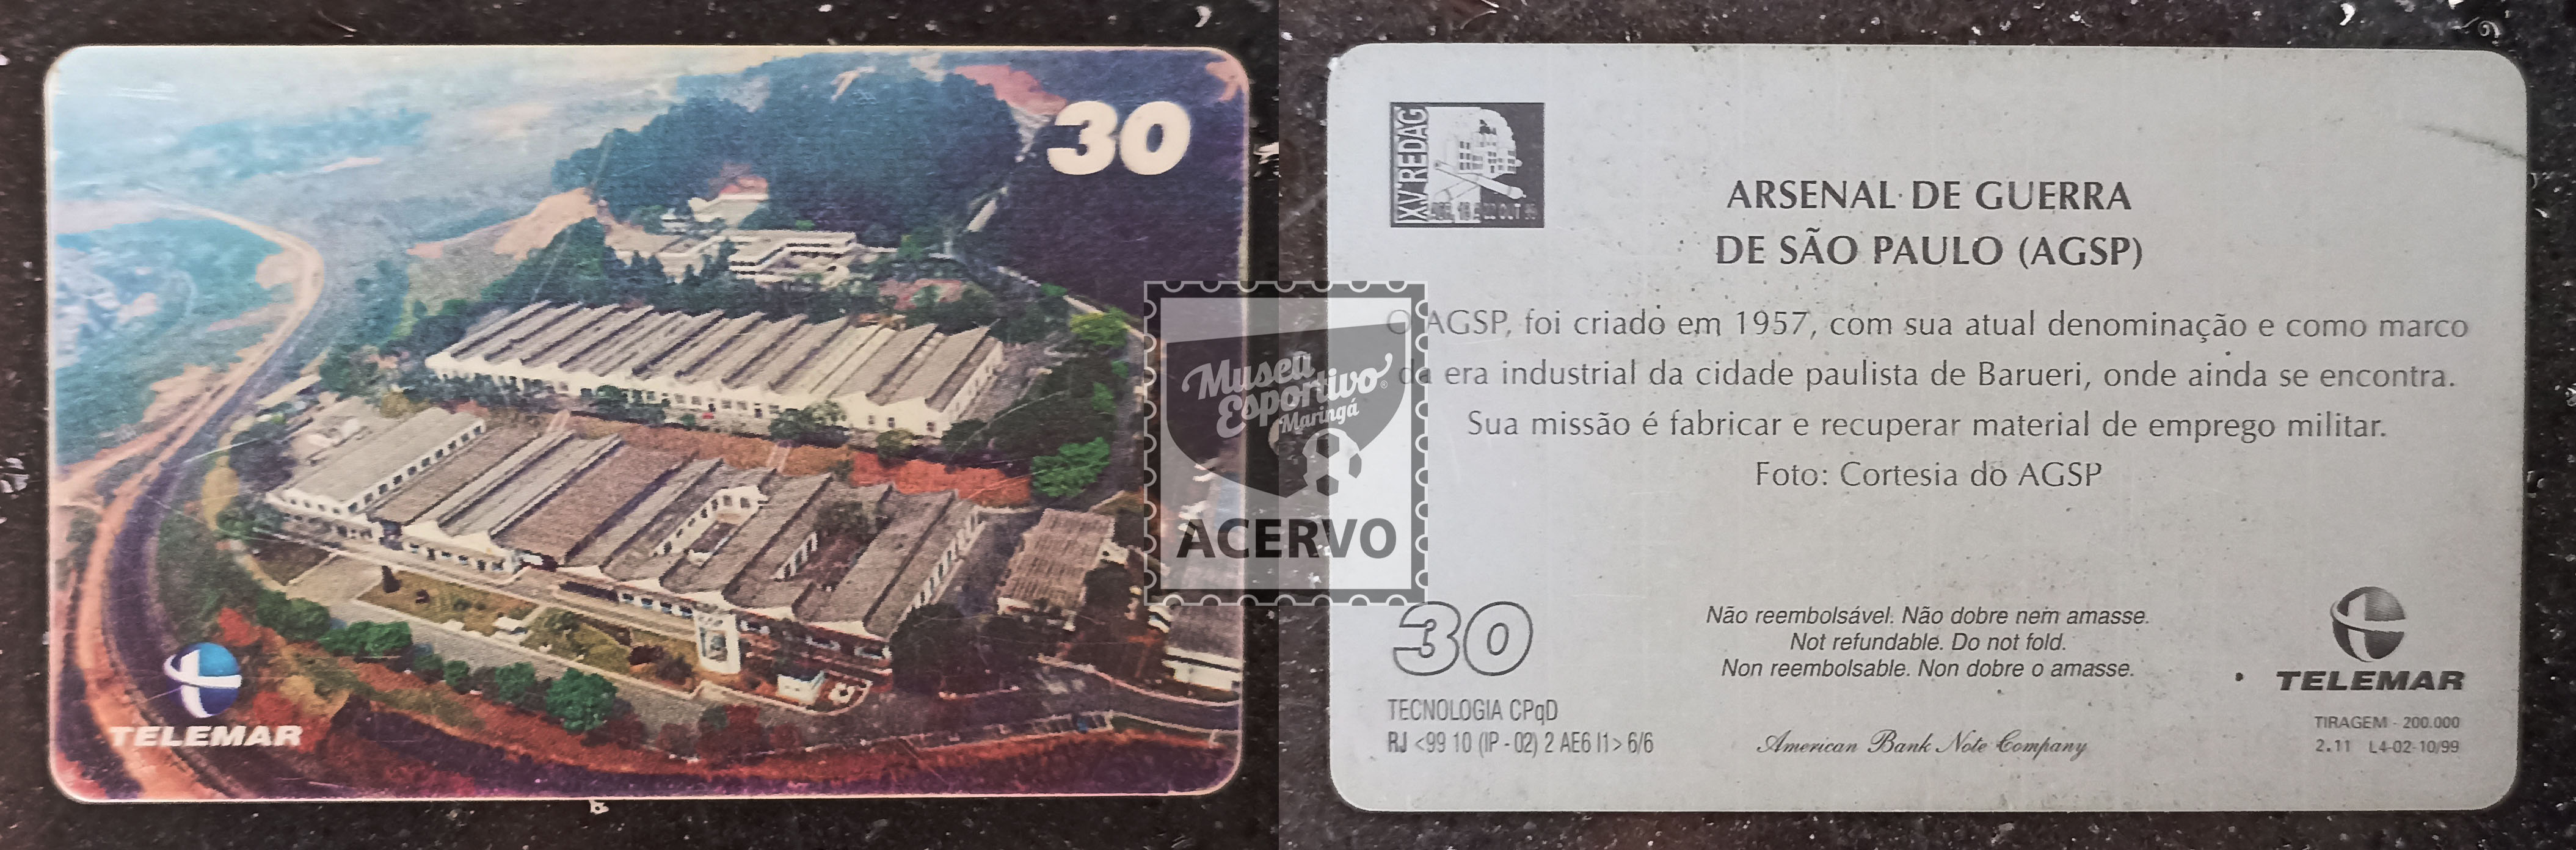 30
TELEMAR
XV REDAG
ARSENAL DE GUERRA
DE SÃO PAULO (AGSP)
O AGSP, foi criado em 1957, com sua atual denominação e como marco
da era industrial da cidade paulista de Barueri, onde ainda se encontra.
Sua missão é fabricar e recuperar material de emprego militar.
Foto: Cortesia do AGSP
Museu
Esportivo
Maringá
ACERVO
30
Não reembolsável. Não dobre nem amasse.
Not refundable. Do not fold.
Non reembolsable. Non dobre o amasse.
TELEMAR
TECNOLOGIA CPqD
RJ <99 10 (IP - 02) 2 AE6 I1> 6/6
American Bank Note Company
TIRAGEM - 200.000
2.11 L4-02-10/99